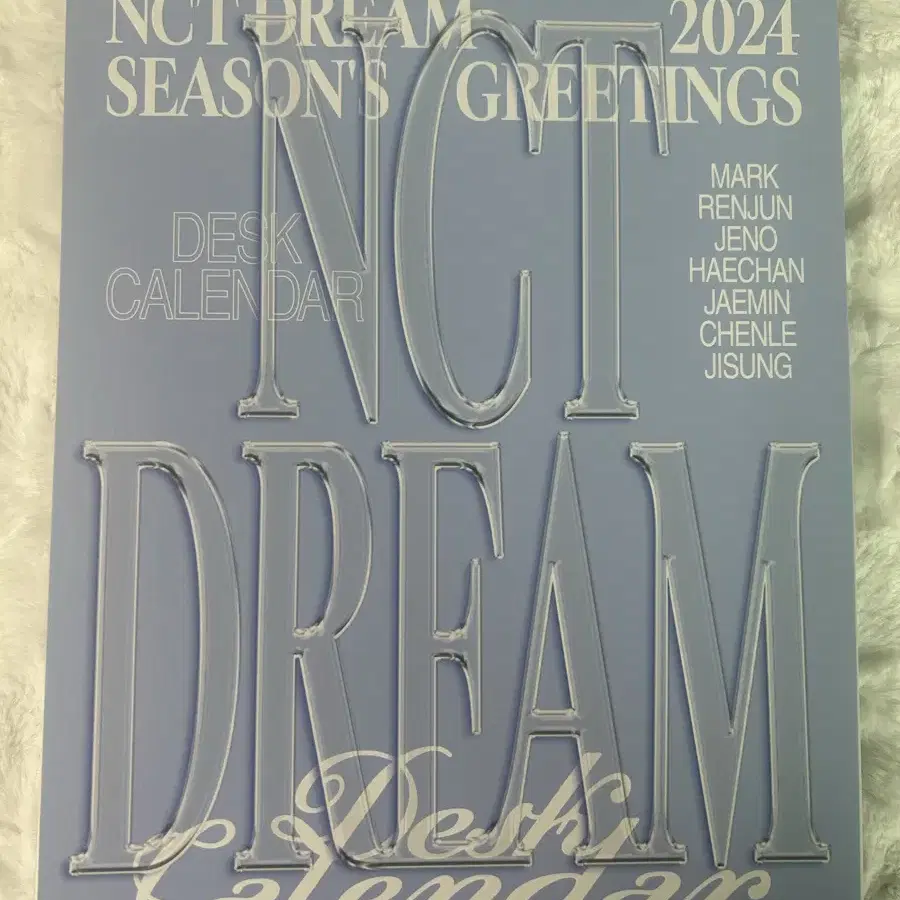 NCT DREAM 2024
SEASON'S GREETINGS
DESK
CALENDAR
MARK
RENJUN
JENO
HAECHAN
JAEMIN
CHENLE
JISUNG
NCT
DREAM
Desk
Calendar